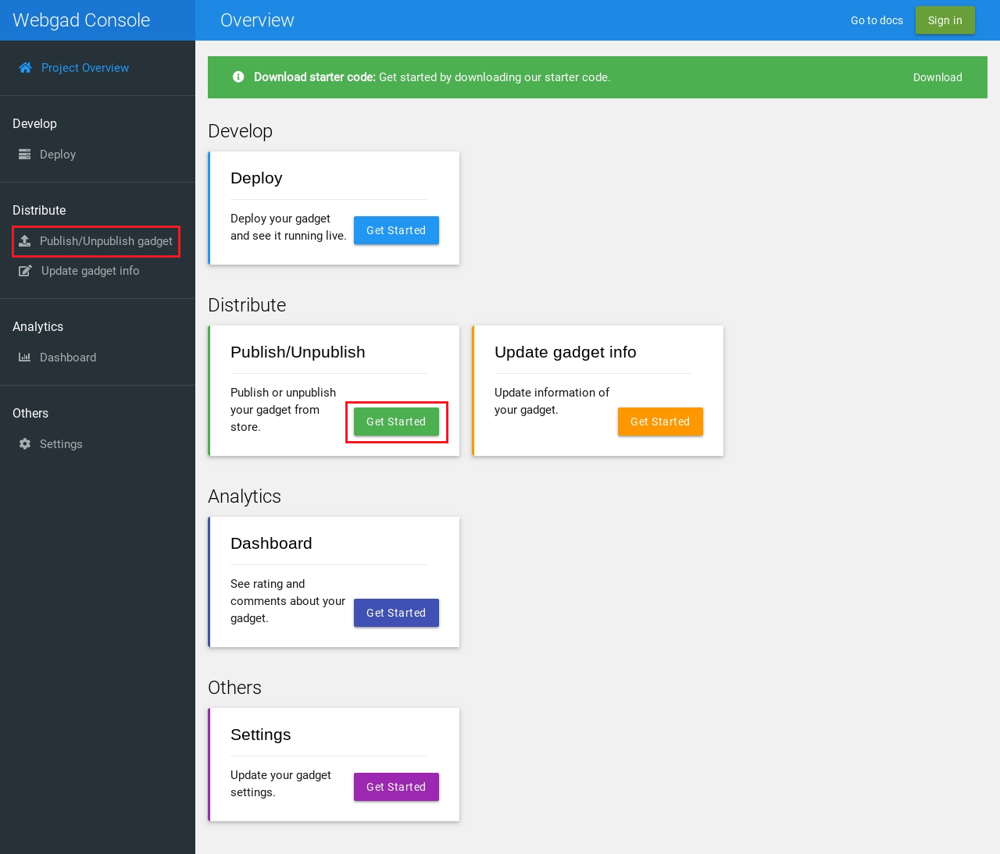 Webgad Console
Overview
Go to docs
Sign in
Project Overview
Develop
Deploy
Distribute
Publish/Unpublish gadget
Update gadget info
Analytics
Dashboard
Others
Settings
Download starter code: Get started by downloading our starter code.
Download
Develop
Deploy
Deploy your gadget
and see it running live.
Get Started
Distribute
Publish/Unpublish
Publish or unpublish
your gadget from
store.
Get Started
Update gadget info
Update information of
your gadget.
Get Started
Analytics
Dashboard
See rating and
comments about your
gadget.
Get Started
Others
Settings
Update your gadget
settings.
Get Started